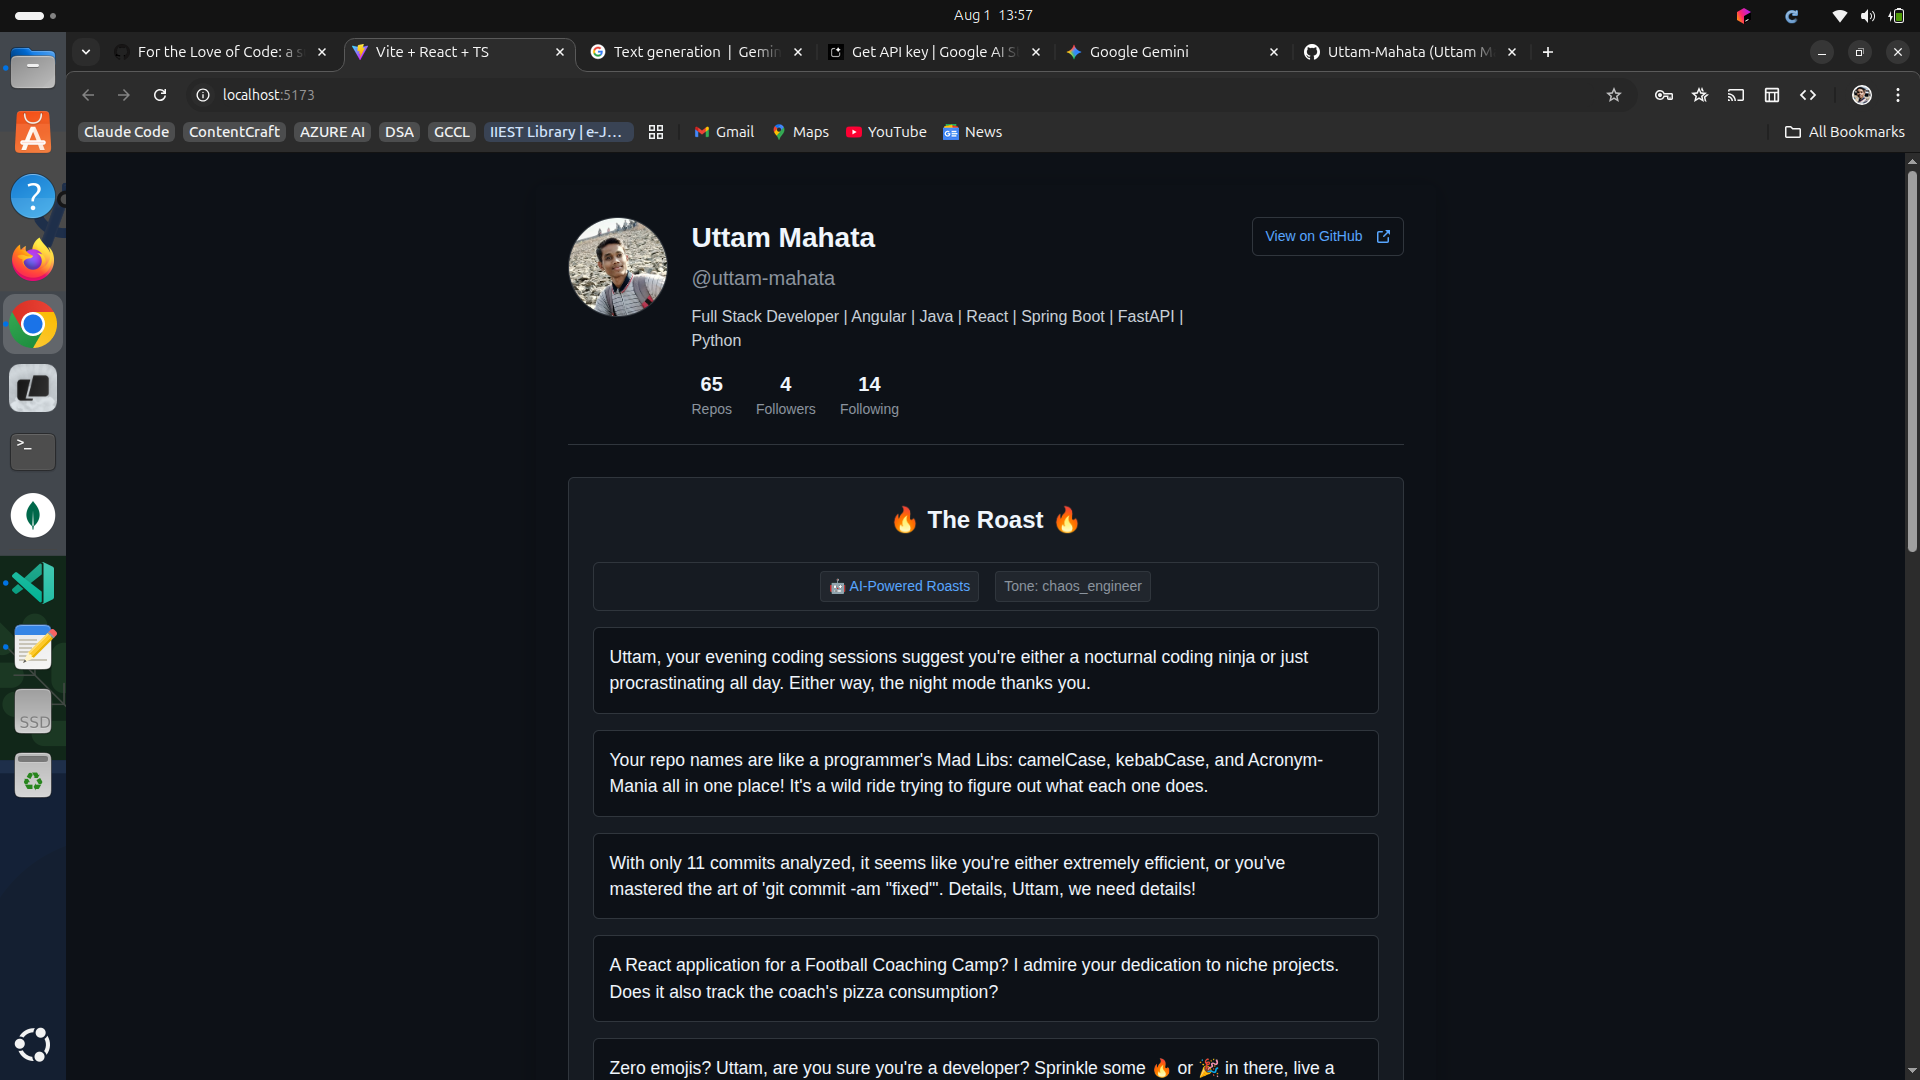 Aug 1 13:57
For the Love of Code: a s
Vite + React + TS
Text generation | Gemin
Get API key | Google AI S
Google Gemini
Uttam-Mahata (Uttam M
localhost:5173
Claude Code
ContentCraft
AZURE AI
DSA
GCCL
IIEST Library | e-J...
Gmail
Maps
YouTube
News
All Bookmarks
Uttam Mahata
View on GitHub
@uttam-mahata
Full Stack Developer | Angular | Java | React | Spring Boot | FastAPI |
Python
65
4
14
Repos
Followers
Following
🔥 The Roast 🔥
🤖 AI-Powered Roasts
Tone: chaos_engineer
Uttam, your evening coding sessions suggest you're either a nocturnal coding ninja or just
procrastinating all day. Either way, the night mode thanks you.
Your repo names are like a programmer's Mad Libs: camelCase, kebabCase, and Acronym-
Mania all in one place! It's a wild ride trying to figure out what each one does.
With only 11 commits analyzed, it seems like you're either extremely efficient, or you've
mastered the art of 'git commit -am "fixed"'. Details, Uttam, we need details!
A React application for a Football Coaching Camp? I admire your dedication to niche projects.
Does it also track the coach's pizza consumption?
Zero emojis? Uttam, are you sure you're a developer? Sprinkle some 🔥 or 🎉 in there, live a
SSD